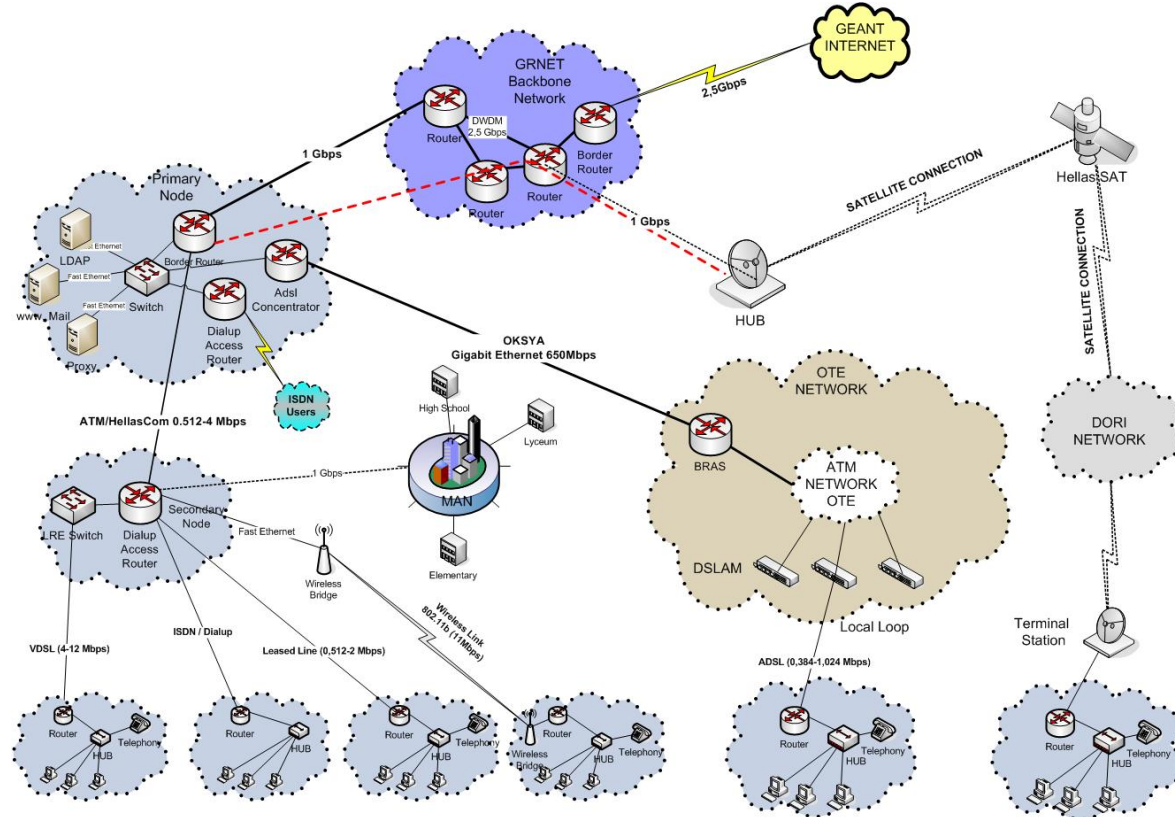 GEANT
INTERNET
GRNET
Backbone
Network
2,5Gbps
DWDM
2,5 Gbps
Router
Border
Router
Router
Router
1 Gbps
Primary
Node
Hellas SAT
SATELLITE CONNECTION
1 Gbps
HUB
SATELLITE CONNECTION
LDAP
Fast Ethernet
Border Router
Fast Ethernet
www, Mail
Fast Ethernet
Switch
Adsl
Concentrator
Proxy
Dialup
Access
Router
ISDN
Users
OKSYA
Gigabit Ethernet 650Mbps
OTE
NETWORK
High School
Lyceum
ATM/HellasCom 0.512-4 Mbps
DORI
NETWORK
BRAS
ATM
NETWORK
OTE
1 Gbps
MAN
Secondary
Node
LRE Switch
Dialup
Access
Router
Fast Ethernet
Wireless
Bridge
Elementary
DSLAM
Local Loop
Terminal
Station
Wireless Link
802.11b (11Mbps)
VDSL (4-12 Mbps)
ISDN / Dialup
Leased Line (0,512-2 Mbps)
ADSL (0,384-1,024 Mbps)
Router
Telephony
HUB
Router
HUB
Router
Telephony
HUB
Wireless
Bridge
Router
Telephony
HUB
Router
Telephony
HUB
Router
Telephony
HUB